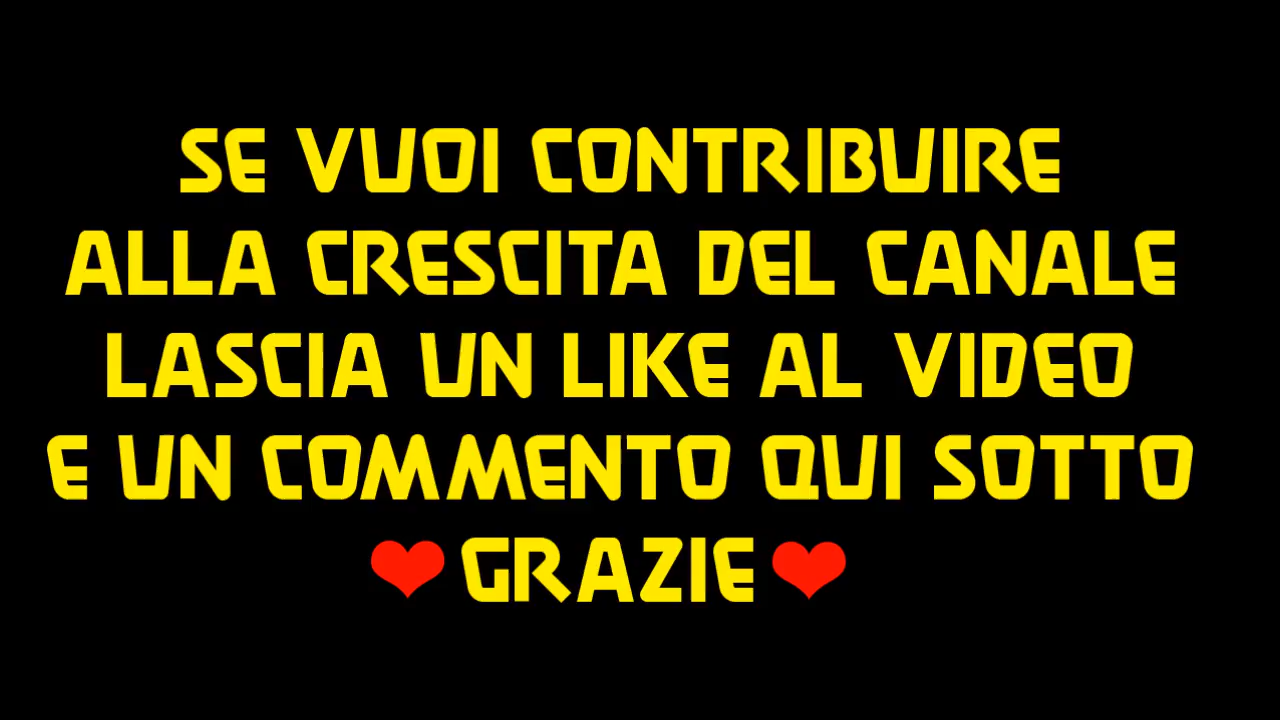 SE VUOI CONTRIBUIRE
ALLA CRESCITA DEL CANALE
LASCIA UN LIKE AL VIDEO
E UN COMMENTO QUI SOTTO
❤GRAZIE❤